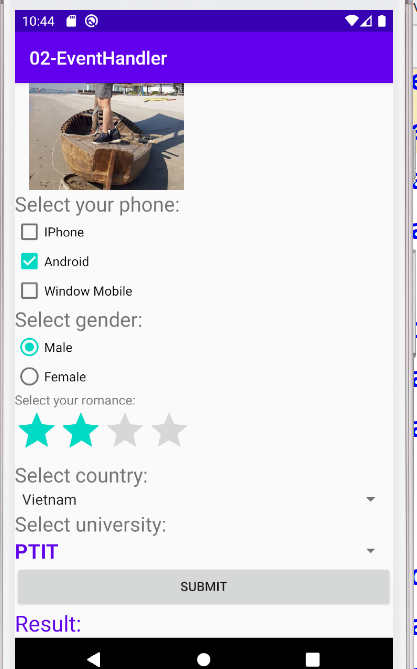 10:44
02-EventHandler
Select your phone:
IPhone
Android
Window Mobile
Select gender:
Male
Female
Select your romance:
Select country:
Vietnam
Select university:
PTIT
SUBMIT
Result: